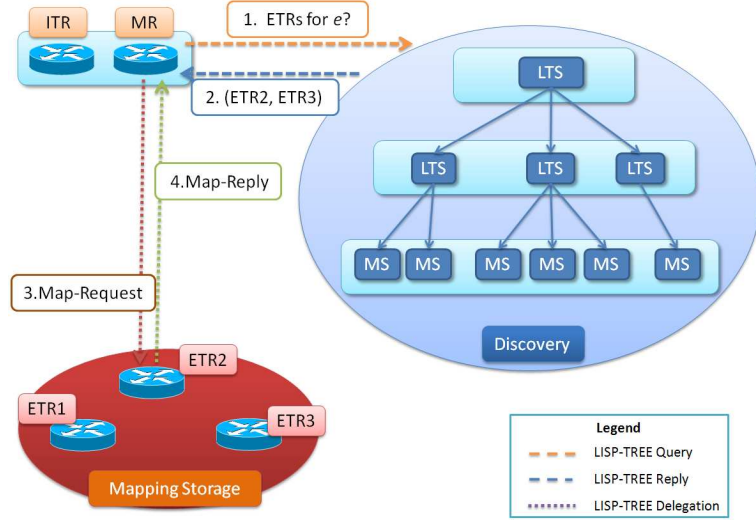 ITR
MR
1. ETRs for e?
2. (ETR2, ETR3)
LTS
LTS
LTS
LTS
MS
MS
MS
MS
MS
MS
Discovery
4.Map-Reply
3.Map-Request
ETR2
ETR1
ETR3
Mapping Storage
Legend
LISP-TREE Query
LISP-TREE Reply
LISP-TREE Delegation